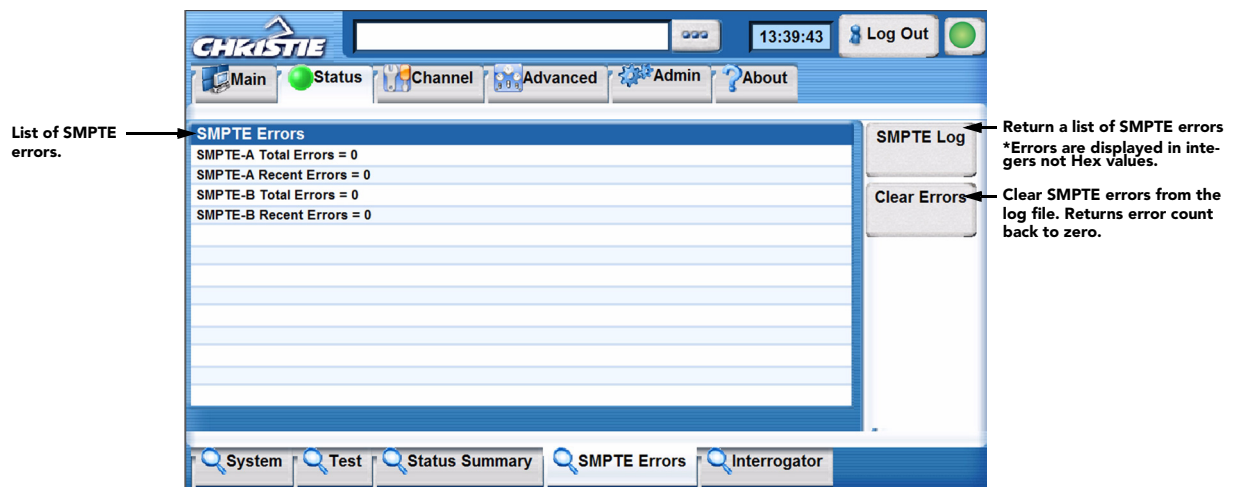 CHRISTIE
13:39:43
Log Out
Main
Status
Channel
Advanced
Admin
About
List of SMPTE
errors.
SMPTE Errors
SMPTE-A Total Errors = 0
SMPTE-A Recent Errors = 0
SMPTE-B Total Errors = 0
SMPTE-B Recent Errors = 0
SMPTE Log
Clear Errors
Return a list of SMPTE errors
*Errors are displayed in inte-
gers not Hex values.
Clear SMPTE errors from the
log file. Returns error count
back to zero.
System
Test
Status Summary
SMPTE Errors
Interrogator